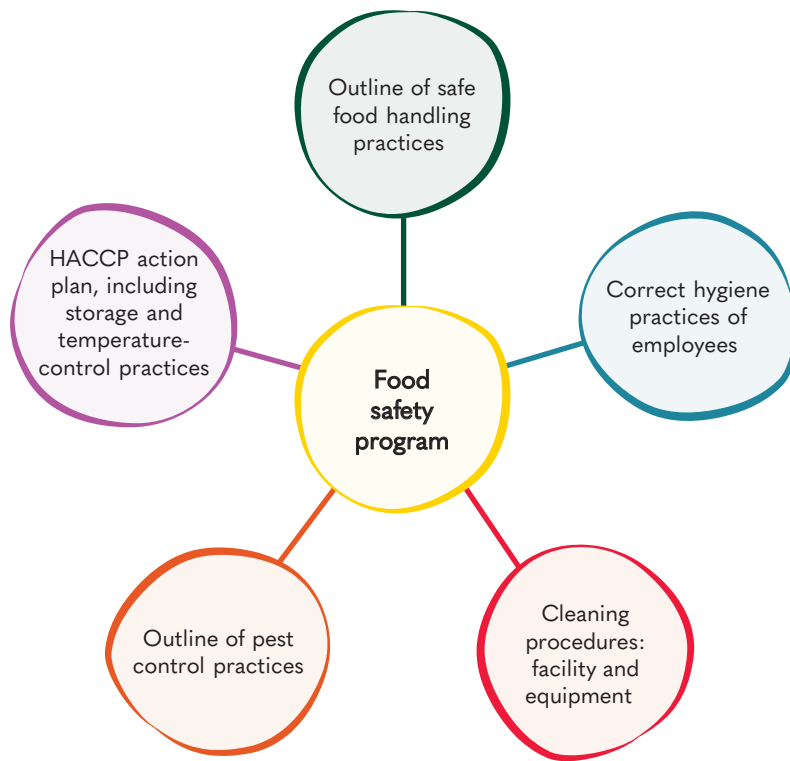 Outline of safe
food handling
practices
HACCP action
plan, including
storage and
temperature-
control practices
Correct hygiene
practices of
employees
Food
safety
program
Outline of pest
control practices
Cleaning
procedures:
facility and
equipment